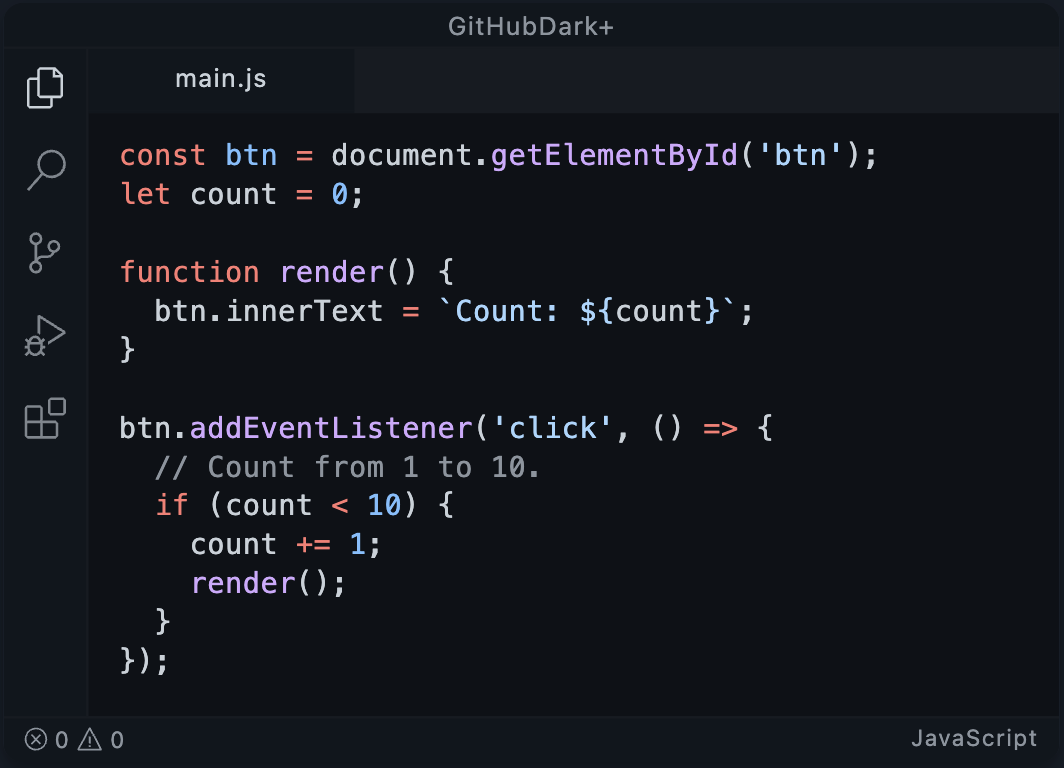 GitHubDark+
main.js
const btn = document.getElementById('btn');
let count = 0;
function render() {
  btn.innerText = `Count: ${count}`;
}
btn.addEventListener('click', () => {
  // Count from 1 to 10.
  if (count < 10) {
    count += 1;
    render();
  }
});
0 0 JavaScript